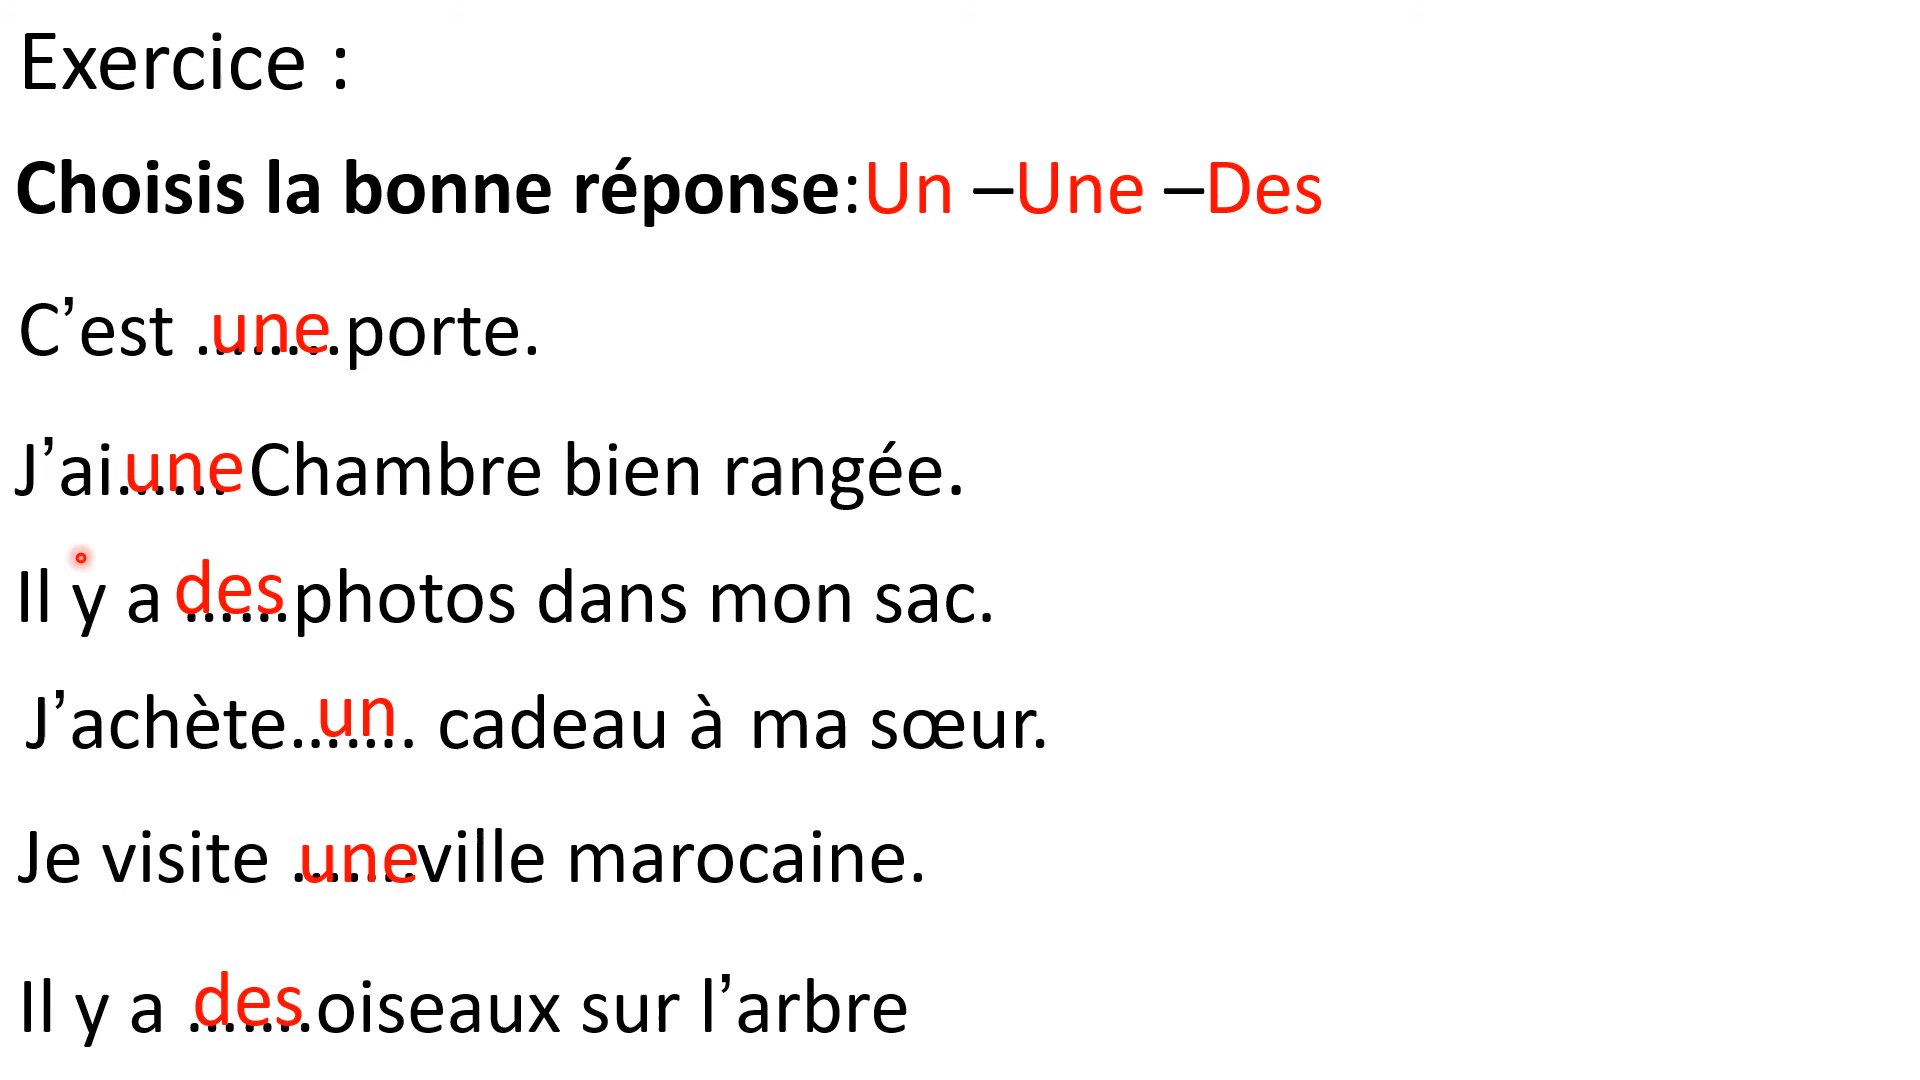 Exercice :
Choisis la bonne réponse:Un –Une –Des
C’est ..une..porte.
J’ai..une Chambre bien rangée.
Il y a des..photos dans mon sac.
J’achète...un.. cadeau à ma sœur.
Je visite ..une ville marocaine.
Il y a ..des..oiseaux sur l’arbre